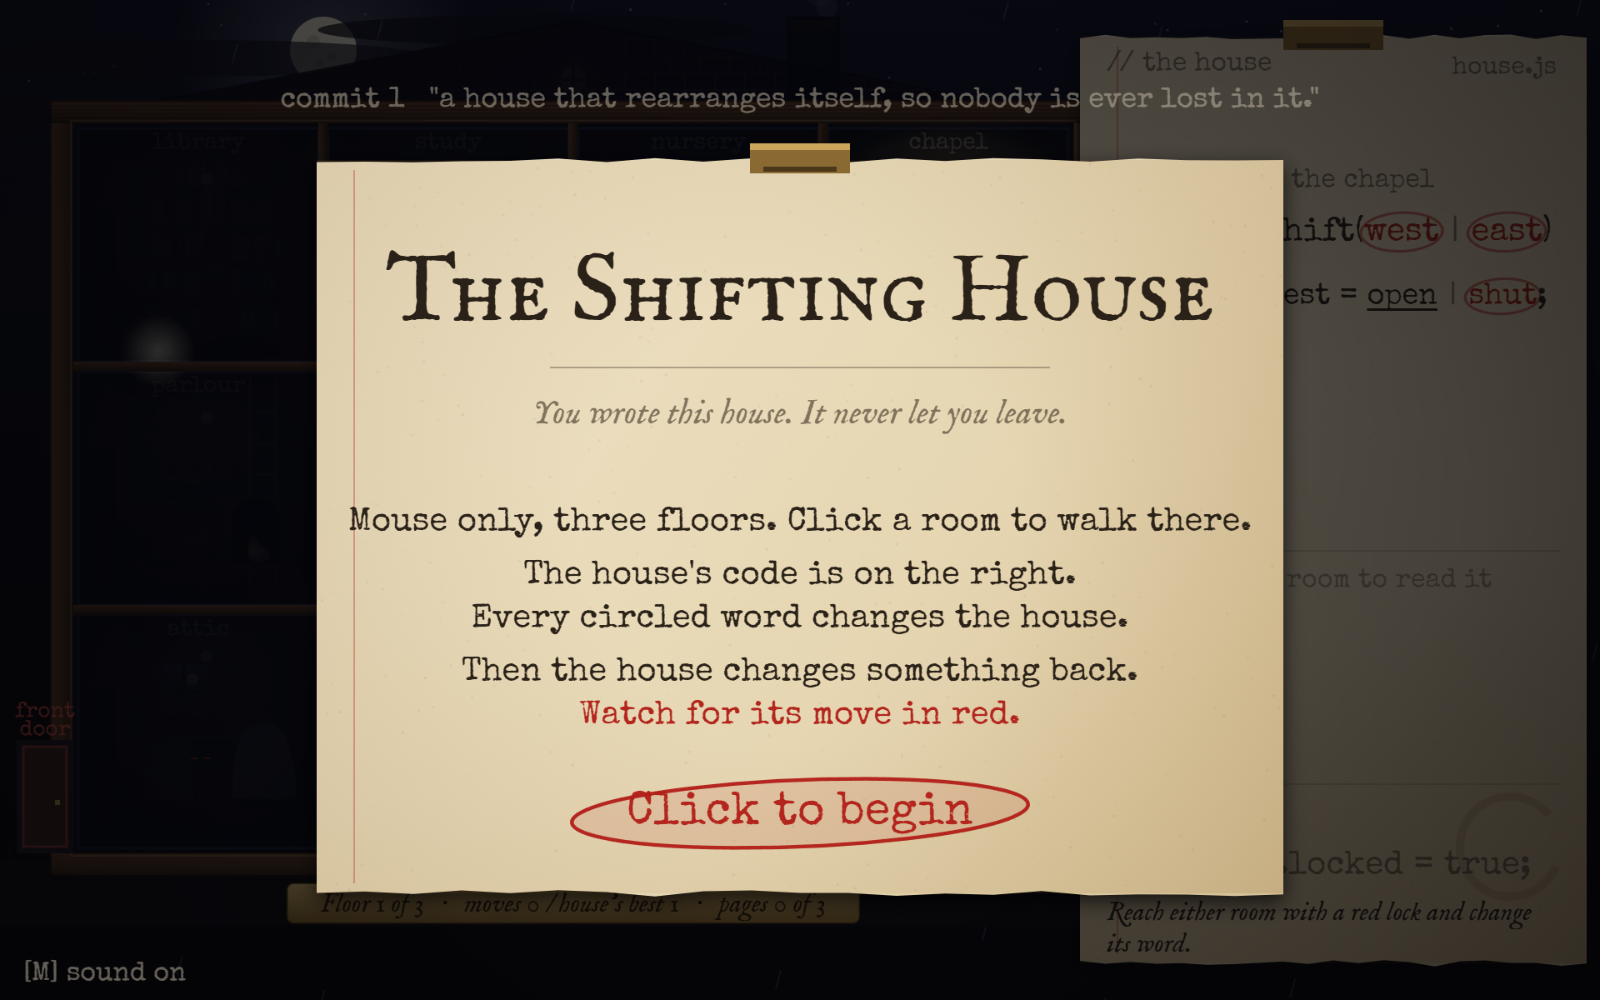 commit 1 "a house that rearranges itself, so nobody is ever lost in it."
// the house
house.js
library
study
nursery
chapel
parlour
attic
front
door
The Shifting House
You wrote this house. It never let you leave.
Mouse only, three floors. Click a room to walk there.
The house's code is on the right.
Every circled word changes the house.
Then the house changes something back.
Watch for its move in red.
Click to begin
the chapel
hift(west | east)
est = open | shut;
room to read it
locked = true;
Reach either room with a red lock and change
its word.
Floor 1 of 3 · moves 0 / house's best 1 · pages 0 of 3
[M] sound on